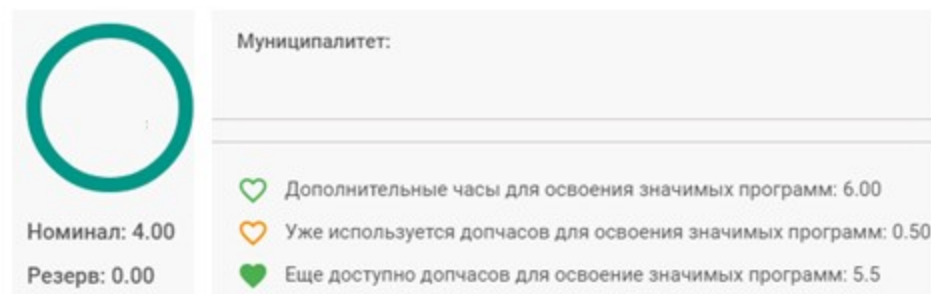 Муниципалитет:
Дополнительные часы для освоения значимых программ: 6.00
Номинал: 4.00
Уже используется допчасов для освоения значимых программ: 0.50
Резерв: 0.00
Еще доступно допчасов для освоение значимых программ: 5.5